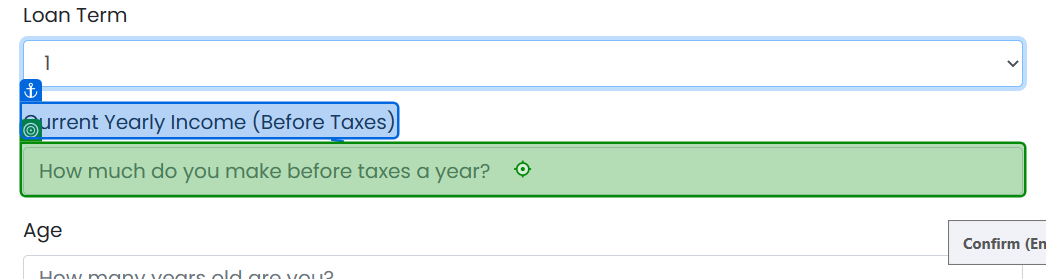 Loan Term
1
Current Yearly Income (Before Taxes)
How much do you make before taxes a year?
Age
Confirm (En
How many years old are you?